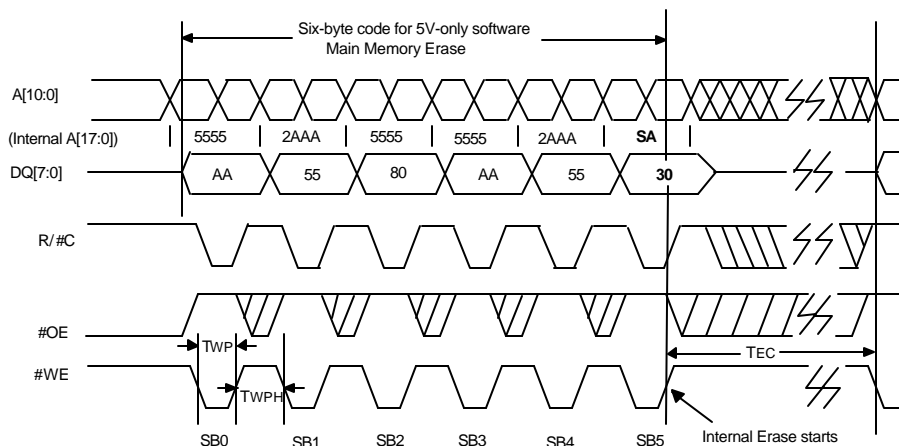 Six-byte code for 5V-only software
Main Memory Erase
A[10:0]
(Internal A[17:0])
5555 2AAA 5555 5555 2AAA SA
DQ[7:0]
AA 55 80 AA 55 30
R/#C
#OE
TWP
TEC
#WE
TWPH
SB0 SB1 SB2 SB3 SB4 SB5
Internal Erase starts